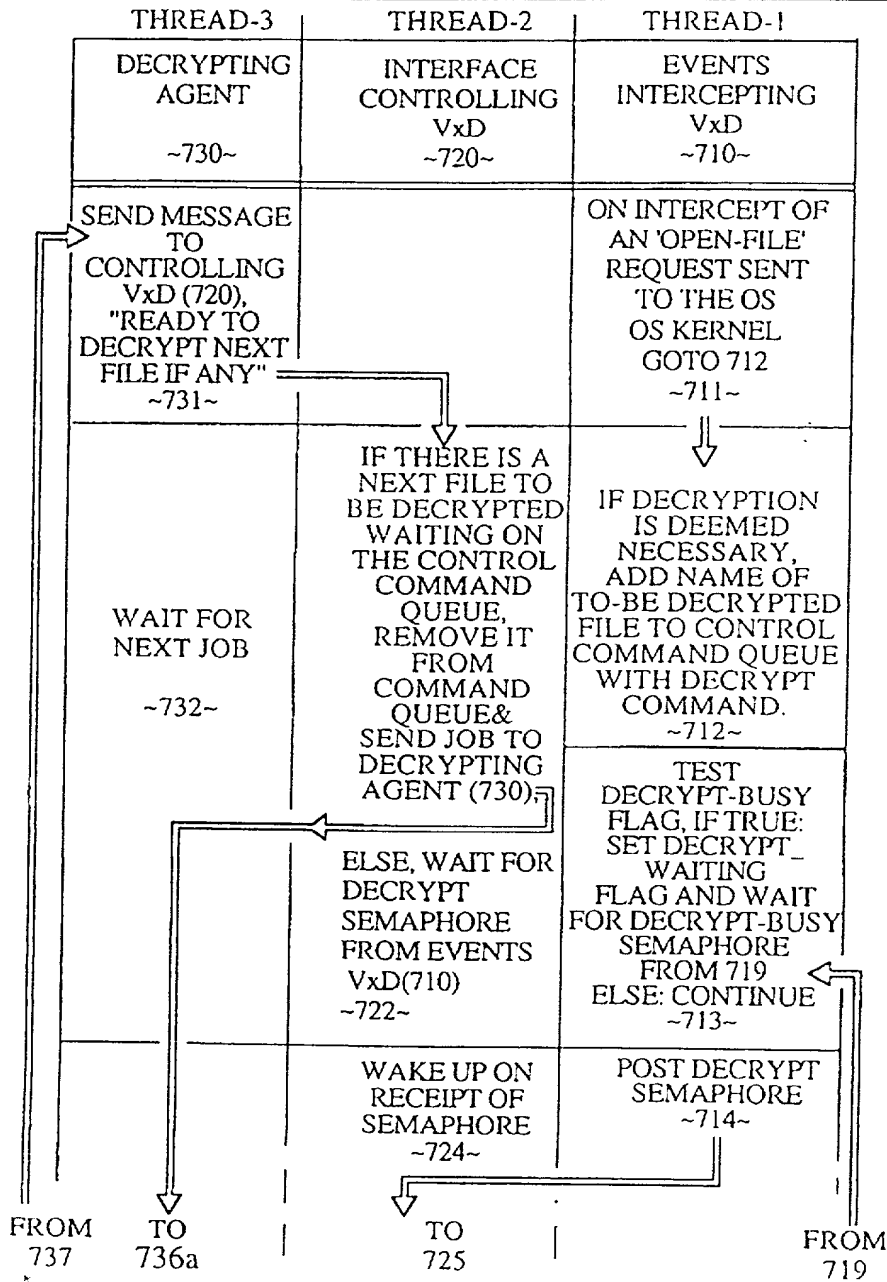 THREAD-3
THREAD-2
THREAD-1
DECRYPTING
AGENT
~730~
INTERFACE
CONTROLLING
VxD
~720~
EVENTS
INTERCEPTING
VxD
~710~
SEND MESSAGE
TO
CONTROLLING
VxD (720),
"READY TO
DECRYPT NEXT
FILE IF ANY"
~731~
ON INTERCEPT OF
AN 'OPEN-FILE'
REQUEST SENT
TO THE OS
OS KERNEL
GOTO 712
~711~
WAIT FOR
NEXT JOB
~732~
IF THERE IS A
NEXT FILE TO
BE DECRYPTED
WAITING ON
THE CONTROL
COMMAND
QUEUE,
REMOVE IT
FROM
COMMAND
QUEUE&
SEND JOB TO
DECRYPTING
AGENT (730),
ELSE, WAIT FOR
DECRYPT
SEMAPHORE
FROM EVENTS
VxD(710)
~722~
IF DECRYPTION
IS DEEMED
NECESSARY,
ADD NAME OF
TO-BE DECRYPTED
FILE TO CONTROL
COMMAND QUEUE
WITH DECRYPT
COMMAND.
~712~
TEST
DECRYPT-BUSY
FLAG, IF TRUE:
SET DECRYPT_
WAITING
FLAG AND WAIT
FOR DECRYPT-BUSY
SEMAPHORE
FROM 719
ELSE: CONTINUE
~713~
WAKE UP ON
RECEIPT OF
SEMAPHORE
~724~
POST DECRYPT
SEMAPHORE
~714~
FROM
737
TO
736a
TO
725
FROM
719